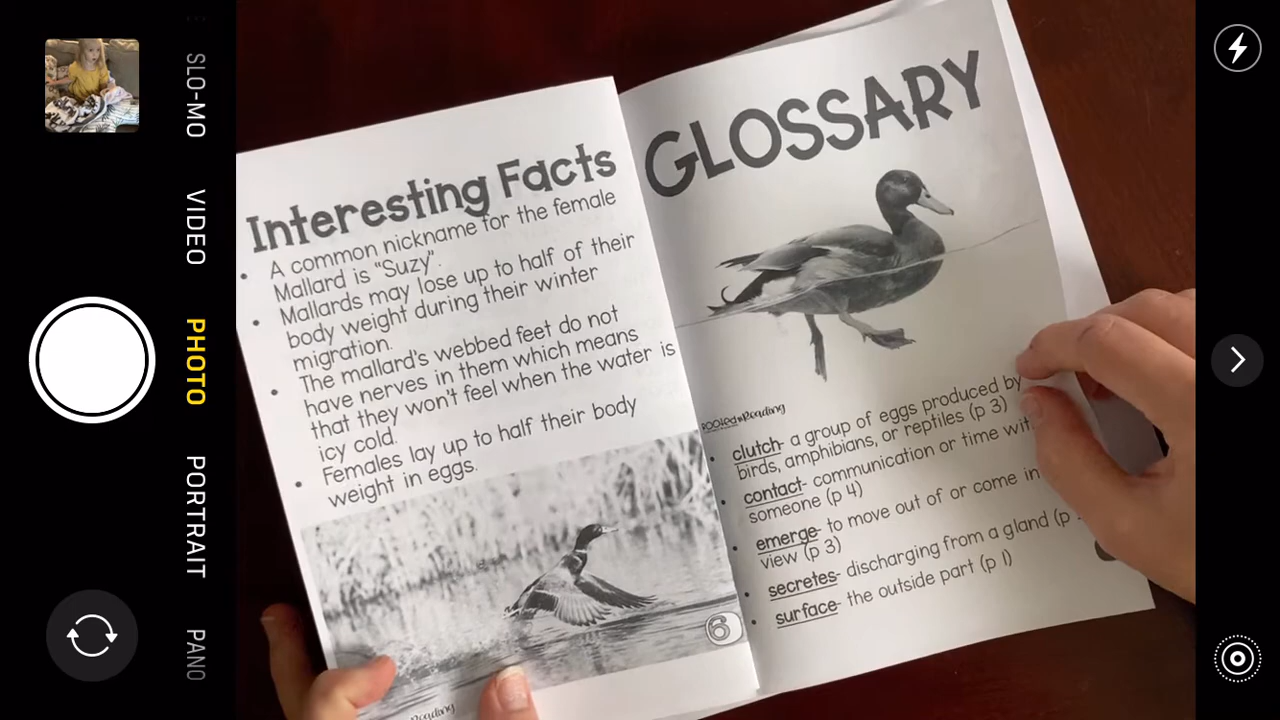 SLO-MO
VIDEO
PHOTO
PORTRAIT
PANO
Interesting Facts
• A common nickname for the female
Mallard is "Suzy".
• Mallards may lose up to half of their
body weight during their winter
migration.
• The mallard's webbed feet do not
have nerves in them which means
that they won't feel when the water is
icy cold.
• Females lay up to half their body
weight in eggs.
6
Reading
GLOSSARY
ROOTED in Reading
• clutch- a group of eggs produced by
birds, amphibians, or reptiles (p 3)
• contact- communication or time
someone (p 4)
• emerge- to move out of or come
view (p 3)
• secretes- discharging from a gland (p
• surface- the outside part (p 1)